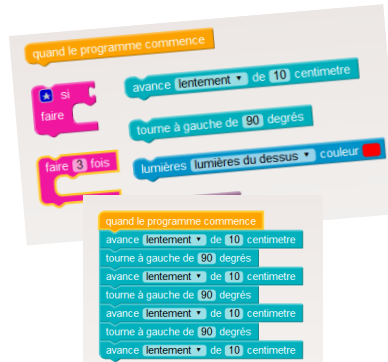 quand le programme commence
si
faire
avance lentement ▾ de 10 centimetre
tourne à gauche de 90 degrés
faire 3 fois
lumières lumières du dessus ▾ couleur
quand le programme commence
avance lentement ▾ de 10 centimetre
tourne à gauche de 90 degrés
avance lentement ▾ de 10 centimetre
tourne à gauche de 90 degrés
avance lentement ▾ de 10 centimetre
tourne à gauche de 90 degrés
avance lentement ▾ de 10 centimetre